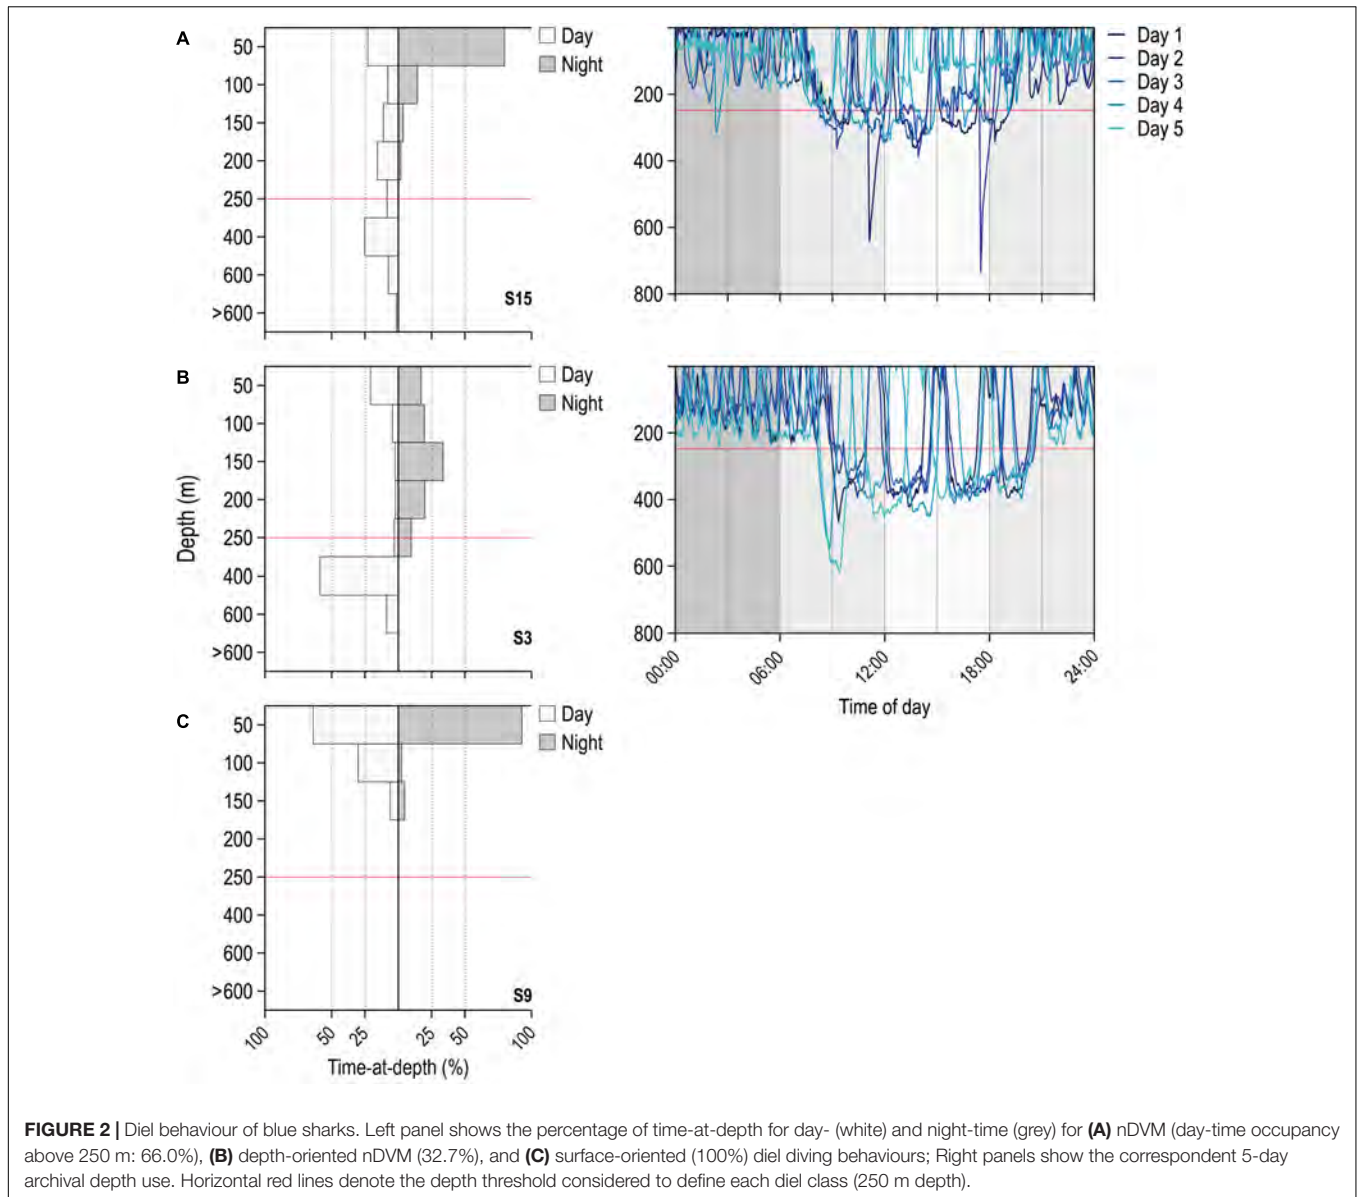 A
50
100
150
200
250
400
600
>600
Day
Night
S15
200
400
600
800
Day 1
Day 2
Day 3
Day 4
Day 5
B
Depth (m)
50
100
150
200
250
400
600
>600
Day
Night
S3
200
400
600
800
00:00
06:00
12:00
18:00
24:00
Time of day
C
50
100
150
200
250
400
600
>600
Day
Night
S9
100
50
25
25
50
100
Time-at-depth (%)
FIGURE 2 | Diel behaviour of blue sharks. Left panel shows the percentage of time-at-depth for day- (white) and night-time (grey) for (A) nDVM (day-time occupancy
above 250 m: 66.0%), (B) depth-oriented nDVM (32.7%), and (C) surface-oriented (100%) diel diving behaviours; Right panels show the correspondent 5-day
archival depth use. Horizontal red lines denote the depth threshold considered to define each diel class (250 m depth).